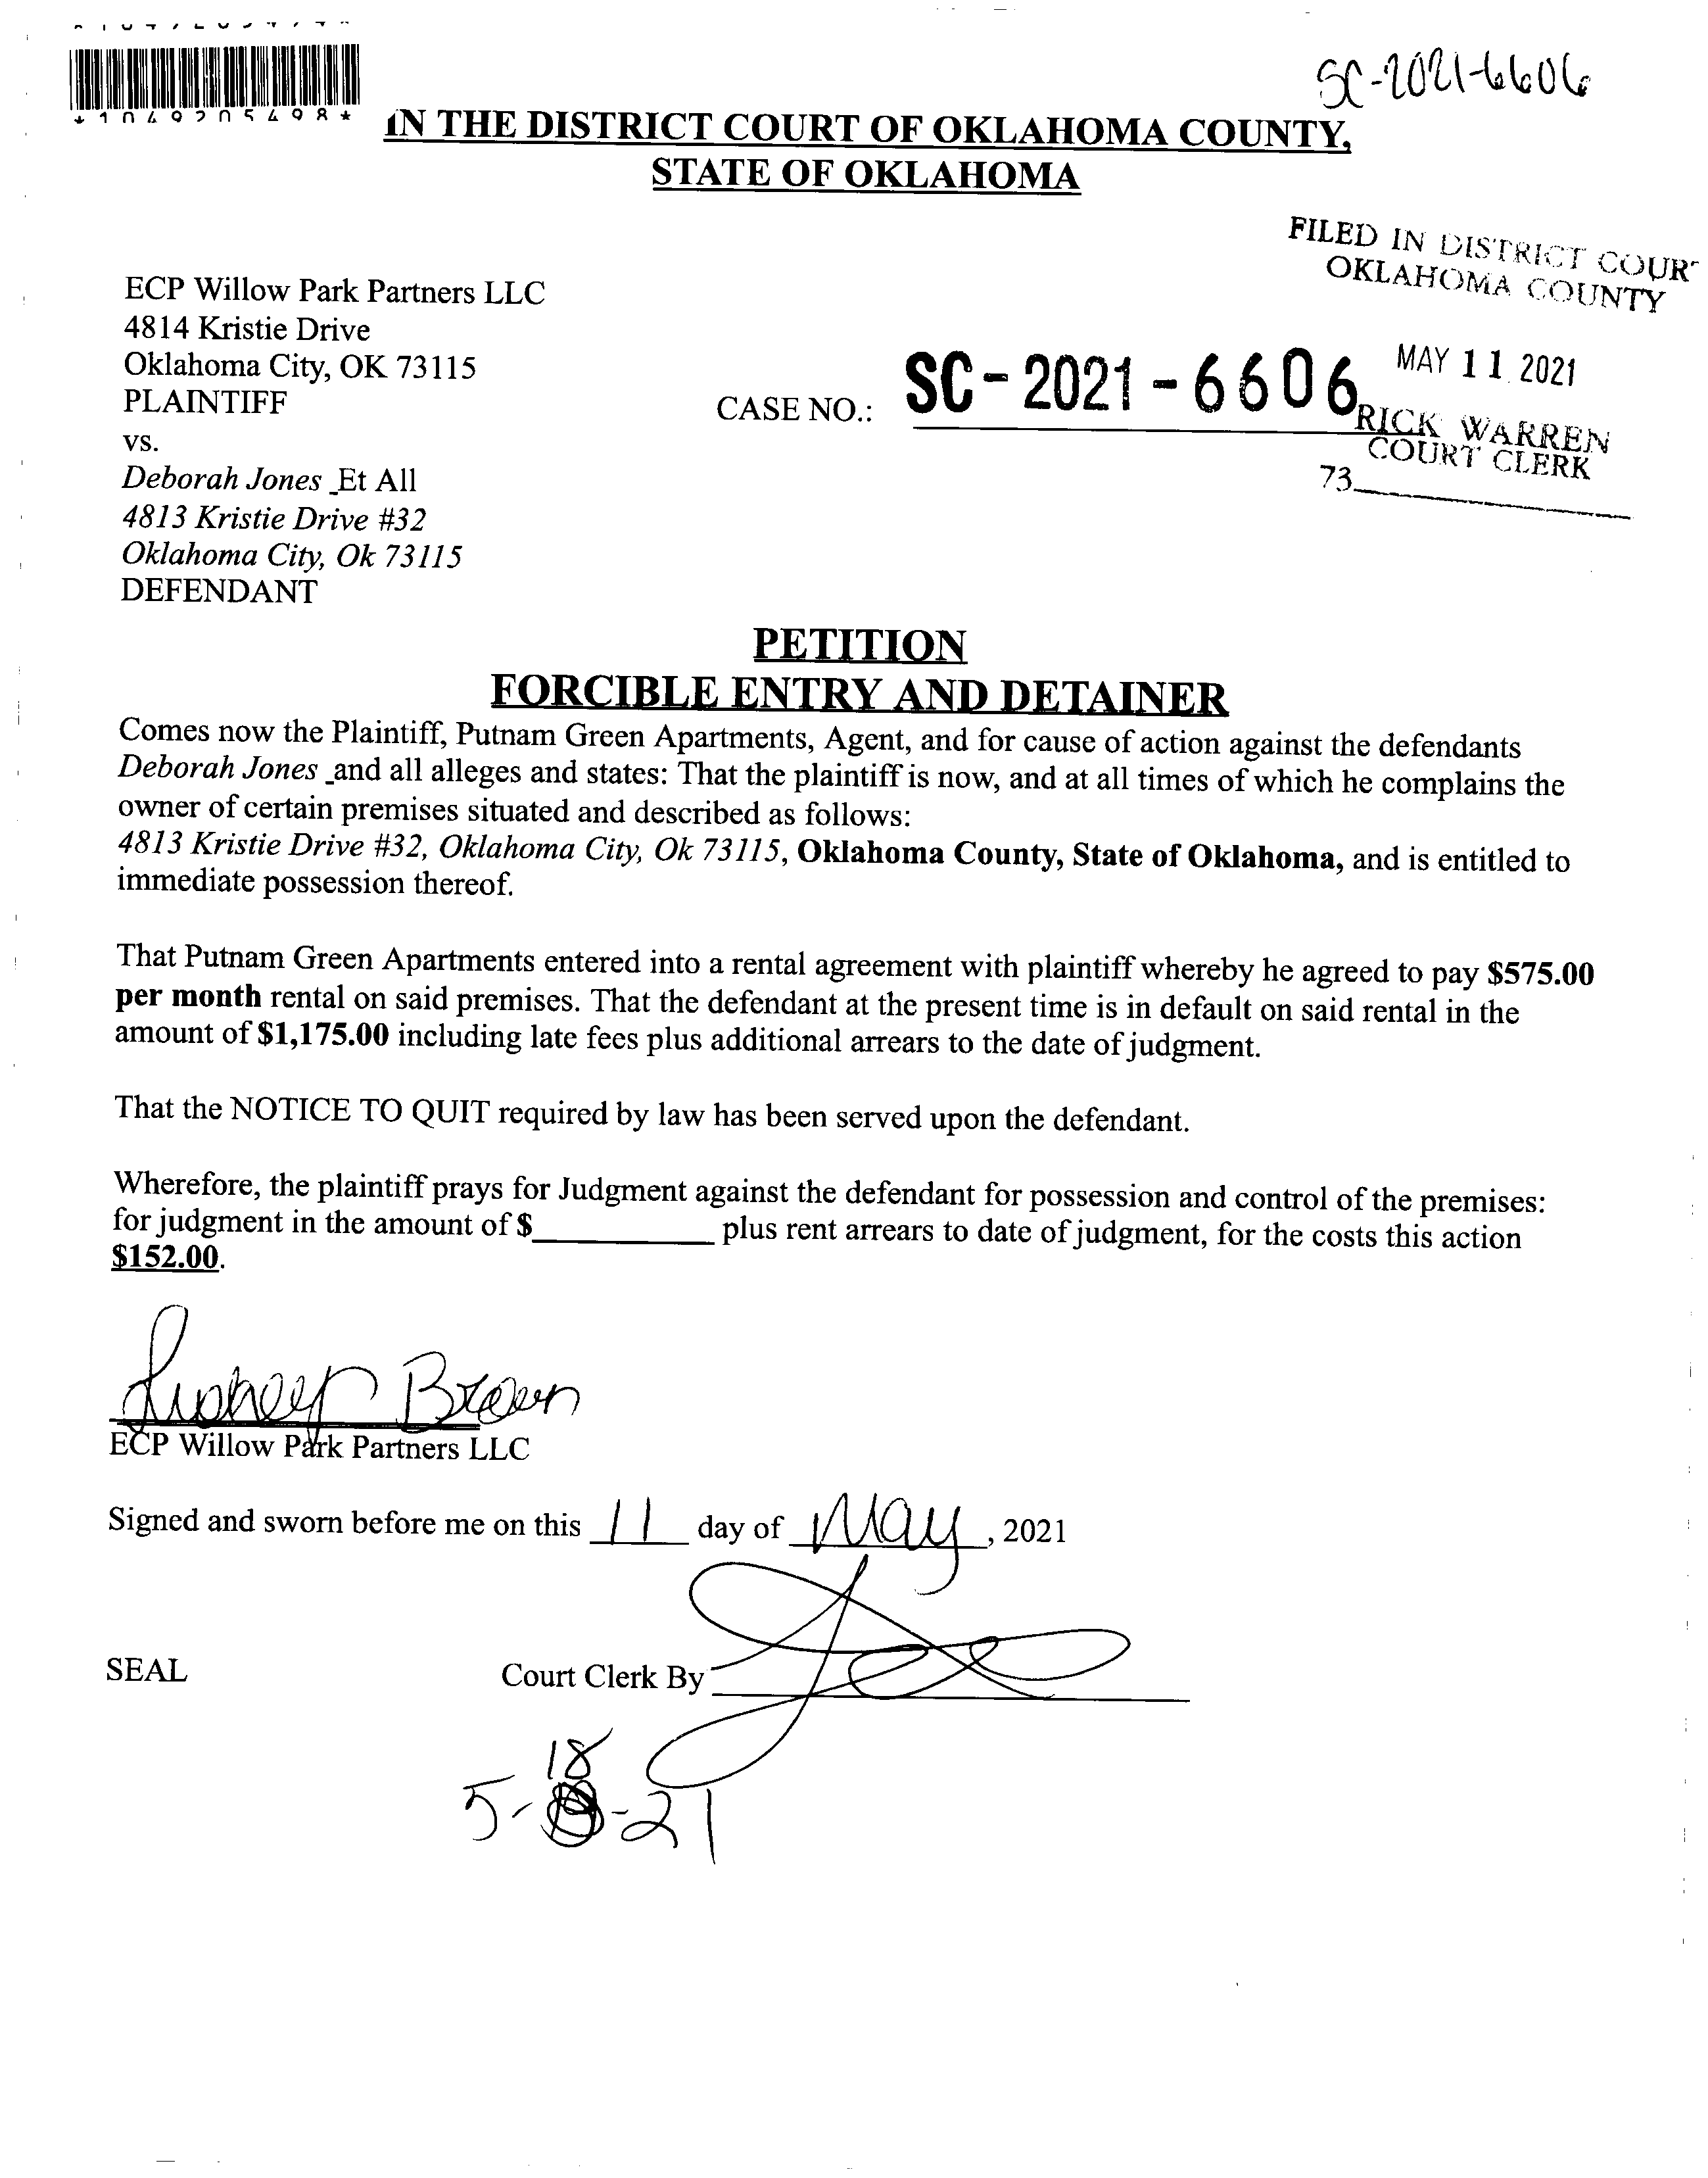 SC-2021-6606
IN THE DISTRICT COURT OF OKLAHOMA COUNTY,
STATE OF OKLAHOMA
FILED IN DISTRICT COUR
OKLAHOMA COUNTY
ECP Willow Park Partners LLC
4814 Kristie Drive
Oklahoma City, OK 73115
PLAINTIFF
MAY 11 2021
CASE NO.: SC-2021-6606
RICK WARREN
COURT CLERK
73
vs.
Deborah Jones _Et All
4813 Kristie Drive #32
Oklahoma City, Ok 73115
DEFENDANT
PETITION
FORCIBLE ENTRY AND DETAINER
Comes now the Plaintiff, Putnam Green Apartments, Agent, and for cause of action against the defendants
Deborah Jones _and all alleges and states: That the plaintiff is now, and at all times of which he complains the
owner of certain premises situated and described as follows:
4813 Kristie Drive #32, Oklahoma City, Ok 73115, Oklahoma County, State of Oklahoma, and is entitled to
immediate possession thereof.
That Putnam Green Apartments entered into a rental agreement with plaintiff whereby he agreed to pay $575.00
per month rental on said premises. That the defendant at the present time is in default on said rental in the
amount of $1,175.00 including late fees plus additional arrears to the date of judgment.
That the NOTICE TO QUIT required by law has been served upon the defendant.
Wherefore, the plaintiff prays for Judgment against the defendant for possession and control of the premises:
for judgment in the amount of $__________ plus rent arrears to date of judgment, for the costs this action
$152.00.
Brown
ECP Willow Park Partners LLC
Signed and sworn before me on this 11 day of May, 2021
SEAL
Court Clerk By
18
5- -21